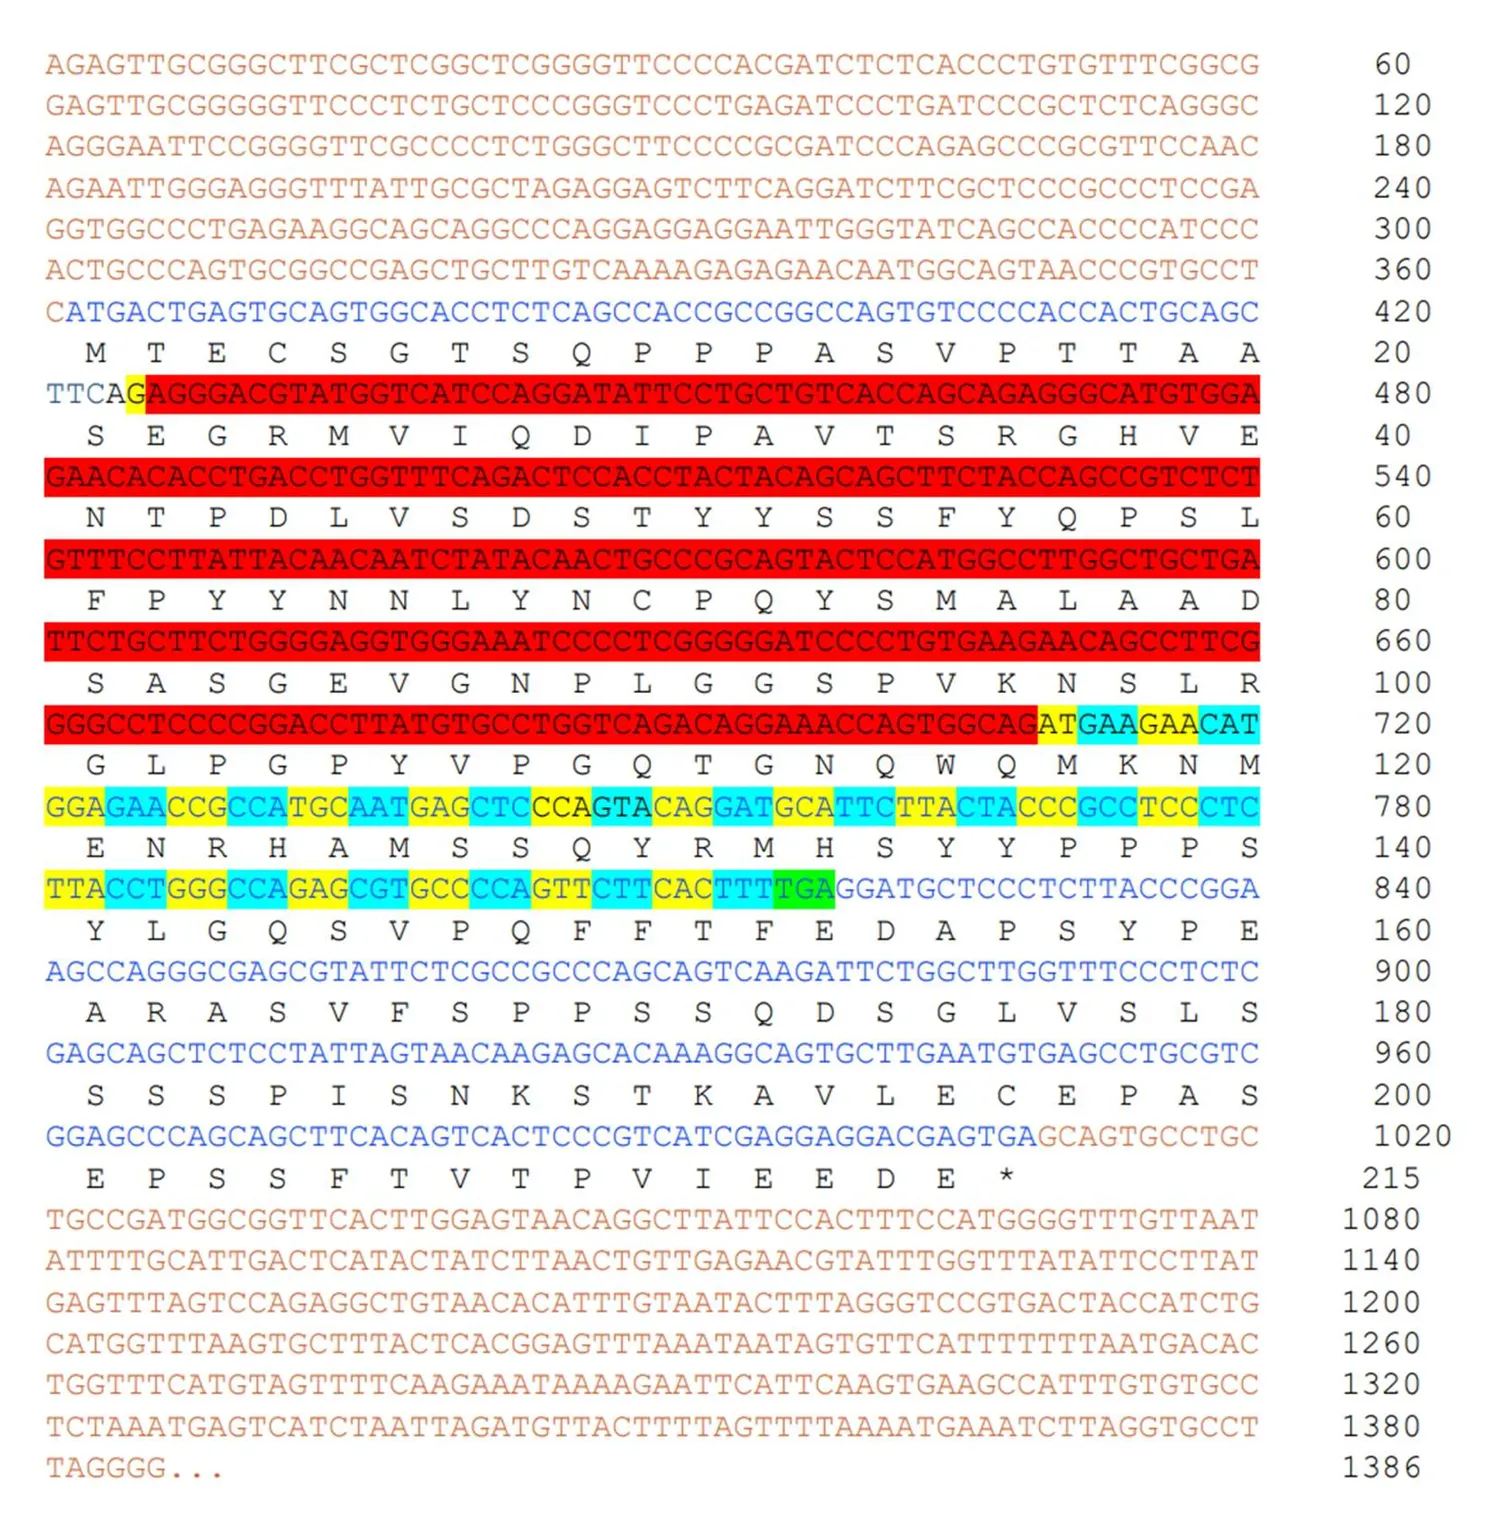 AGAGTTGCGGGCTTCGCTCGGCTCGGGGTTCCCCACGATCTCTCACCCTGTGTTTCGGCG 60
GAGTTGCGGGGGTTCCCTCTGCTCCCGGGTCCCTGAGATCCCTGATCCCGCTCTCAGGGC 120
AGGGAATTCCGGGGTTCGCCCCTCTGGGCTTCCCCGCGATCCCAGAGCCCGCGTTCCAAC 180
AGAATTGGGAGGGTTTATTGCGCTAGAGGAGTCTTCAGGATCTTCGCTCCCGCCCTCCGA 240
GGTGGCCCTGAGAAGGCAGCAGGCCCAGGAGGAGGAATTGGGTATCAGCCACCCCATCCC 300
ACTGCCCAGTGCGGCCGAGCTGCTTGTCAAAAGAGAGAACAATGGCAGTAACCCGTGCCT 360
CATGACTGAGTGCAGTGGCACCTCTCAGCCACCGCCGGCCAGTGTCCCCACCACTGCAGC 420
M T E C S G T S Q P P P A S V P T T A A 20
TTCAGAGGGACGTATGGTCATCCAGGATATTCCTGCTGTCACCAGCAGAGGGCATGTGGA 480
S E G R M V I Q D I P A V T S R G H V E 40
GAACACACCTGACCTGGTTTCAGACTCCACCTACTACAGCAGCTTCTACCAGCCGTCTCT 540
N T P D L V S D S T Y Y S S F Y Q P S L 60
GTTTCCTTATTACAACAATCTATACAACTGCCCGCAGTACTCCATGGCCTTGGCTGCTGA 600
F P Y Y N N L Y N C P Q Y S M A L A A D 80
TTCTGCTTCTGGGGAGGTGGGAAATCCCCTCGGGGGATCCCCTGTGAAGAACAGCCTTCG 660
S A S G E V G N P L G G S P V K N S L R 100
GGGCCTCCCCGGACCTTATGTGCCTGGTCAGACAGGAAACCAGTGGCAGATGAAGAACAT 720
G L P G P Y V P G Q T G N Q W Q M K N M 120
GGAGAACCGCCATGCAATGAGCTCCCAGTACAGGATGCATTCTTACTACCCGCCTCCCTC 780
E N R H A M S S Q Y R M H S Y Y P P P S 140
TTACCTGGGCCAGAGCGTGCCCCAGTTCTTCACTTTTGAGGATGCTCCCTCTTACCCGGA 840
Y L G Q S V P Q F F T F E D A P S Y P E 160
AGCCAGGGCGAGCGTATTCTCGCCGCCCAGCAGTCAAGATTCTGGCTTGGTTTCCCTCTC 900
A R A S V F S P P S S Q D S G L V S L S 180
GAGCAGCTCTCCTATTAGTAACAAGAGCACAAAGGCAGTGCTTGAATGTGAGCCTGCGTC 960
S S S P I S N K S T K A V L E C E P A S 200
GGAGCCCAGCAGCTTCACAGTCACTCCCGTCATCGAGGAGGACGAGTGAGCAGTGCCTGC 1020
E P S S F T V T P V I E E D E * 215
TGCCGATGGCGGTTCACTTGGAGTAACAGGCTTATTCCACTTTCCATGGGGTTTGTTAAT 1080
ATTTTGCATTGACTCATACTATCTTAACTGTTGAGAACGTATTTGGTTTATATTCCTTAT 1140
GAGTTTAGTCCAGAGGCTGTAACACATTTGTAATACTTTAGGGTCCGTGACTACCATCTG 1200
CATGGTTTAAGTGCTTTACTCACGGAGTTTAAATAATAGTGTTCATTTTTTTAATGACAC 1260
TGGTTTCATGTAGTTTTCAAGAAATAAAAGAATTCATTCAAGTGAAGCCATTTGTGTGCC 1320
TCTAAATGAGTCATCTAATTAGATGTTACTTTTAGTTTTAAAATGAAATCTTAGGTGCCT 1380
TAGGGG... 1386